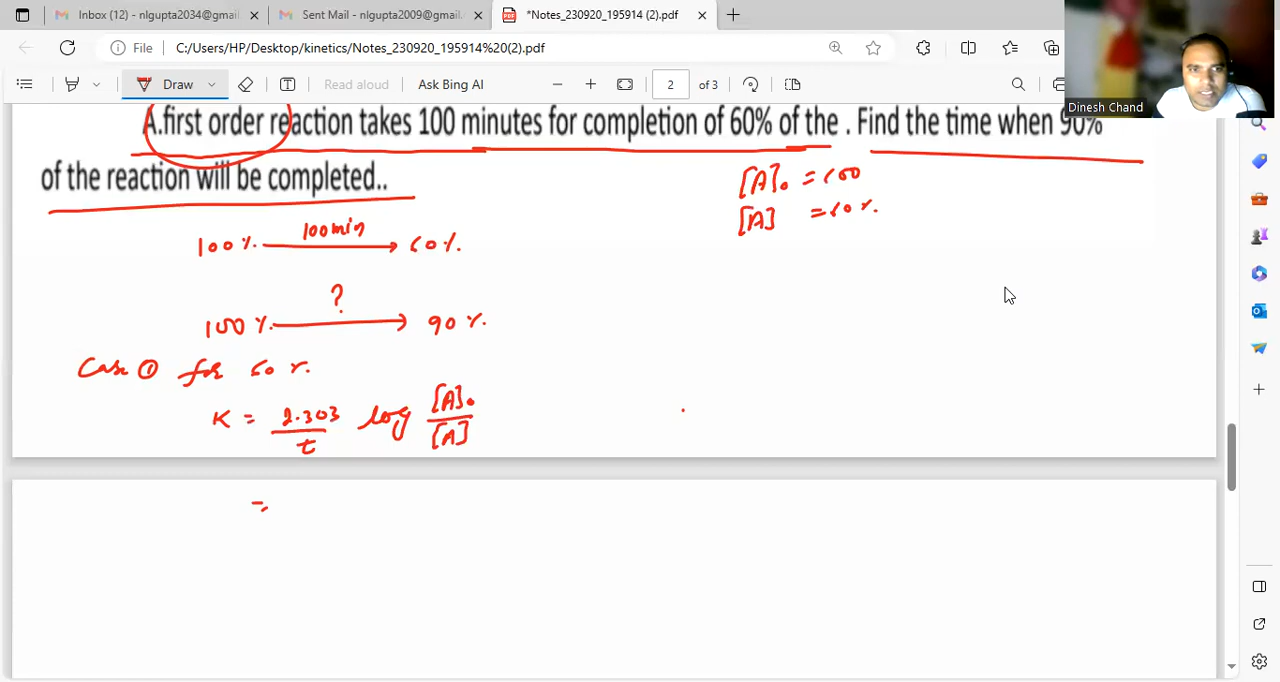 Inbox (12) - nlgupta2034@gmail
Sent Mail - nlgupta2009@gmail.
*Notes_230920_195914 (2).pdf
File
C:/Users/HP/Desktop/kinetics/Notes_230920_195914%20(2).pdf
Draw
Read aloud
Ask Bing AI
2 of 3
Dinesh Chand
A.first order reaction takes 100 minutes for completion of 60% of the . Find the time when 90%
of the reaction will be completed..
[A]₀ = 100
[A] = 60 %.
100 % 100 min 60 %.
?
100 % 90 %.
Case ① for 60 %.
K = 2.303 / t log [A]₀ / [A]
=